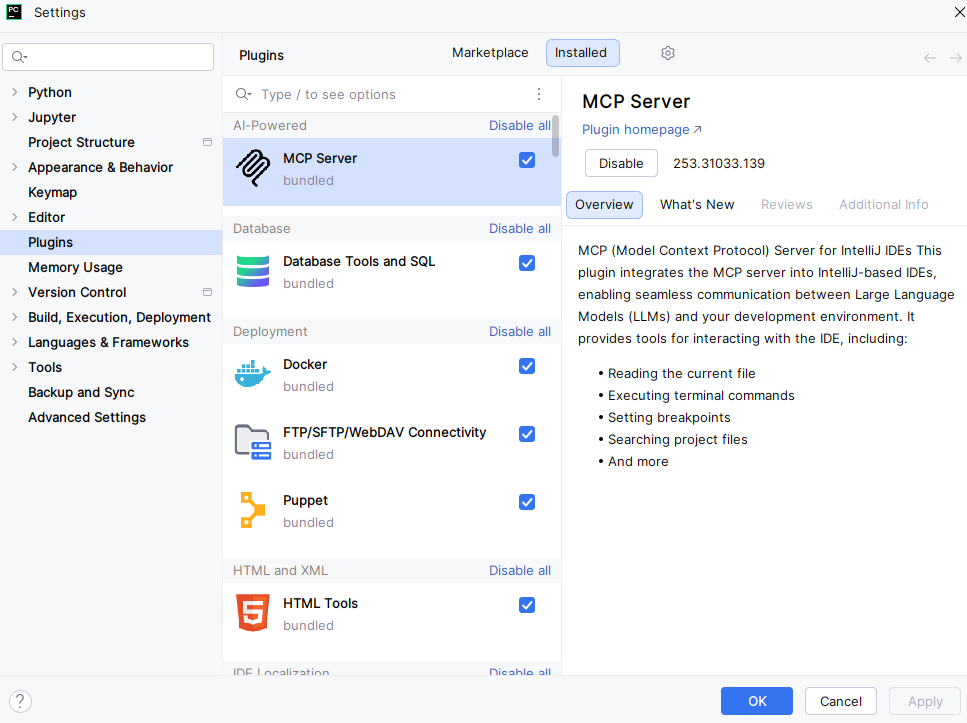 PC
Settings
Python
Jupyter
Project Structure
Appearance & Behavior
Keymap
Editor
Plugins
Memory Usage
Version Control
Build, Execution, Deployment
Languages & Frameworks
Tools
Backup and Sync
Advanced Settings
?
Plugins
Marketplace
Installed
Type / to see options
AI-Powered
Disable all
MCP Server
bundled
Database
Disable all
Database Tools and SQL
bundled
Deployment
Disable all
Docker
bundled
FTP/SFTP/WebDAV Connectivity
bundled
Puppet
bundled
HTML and XML
Disable all
5
HTML Tools
bundled
IDE Localization
Disable all
MCP Server
Plugin homepage ↗
Disable
253.31033.139
Overview
What's New
Reviews
Additional Info
MCP (Model Context Protocol) Server for IntelliJ IDEs This
plugin integrates the MCP server into IntelliJ-based IDEs,
enabling seamless communication between Large Language
Models (LLMs) and your development environment. It
provides tools for interacting with the IDE, including:
• Reading the current file
• Executing terminal commands
• Setting breakpoints
• Searching project files
• And more
OK
Cancel
Apply